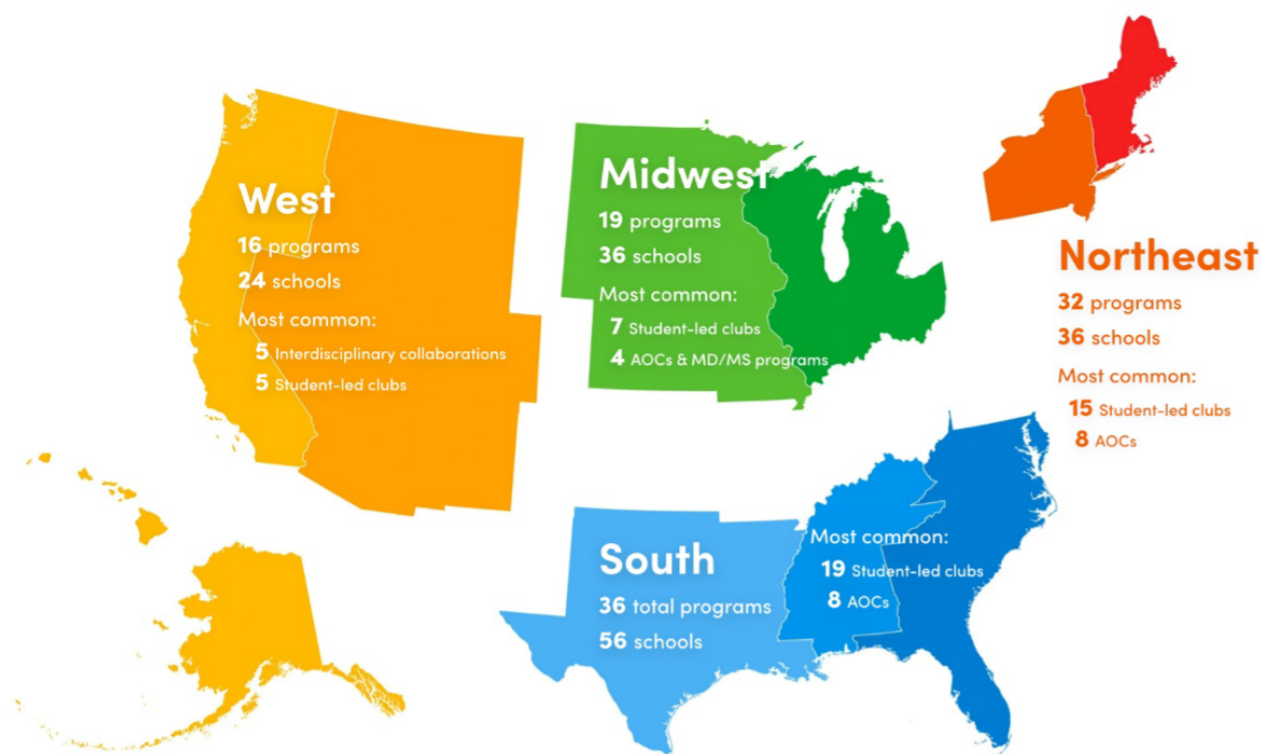 West
16 programs
24 schools
Most common:
5 Interdisciplinary collaborations
5 Student-led clubs
Midwest
19 programs
36 schools
Most common:
7 Student-led clubs
4 AOCs & MD/MS programs
Northeast
32 programs
36 schools
Most common:
15 Student-led clubs
8 AOCs
South
36 total programs
56 schools
Most common:
19 Student-led clubs
8 AOCs